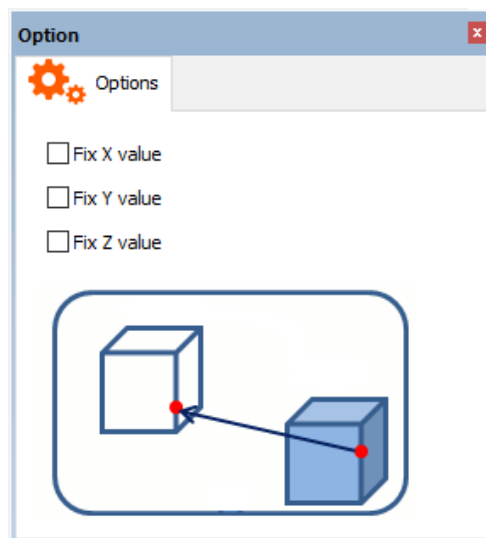 Option
Options
Fix X value
Fix Y value
Fix Z value